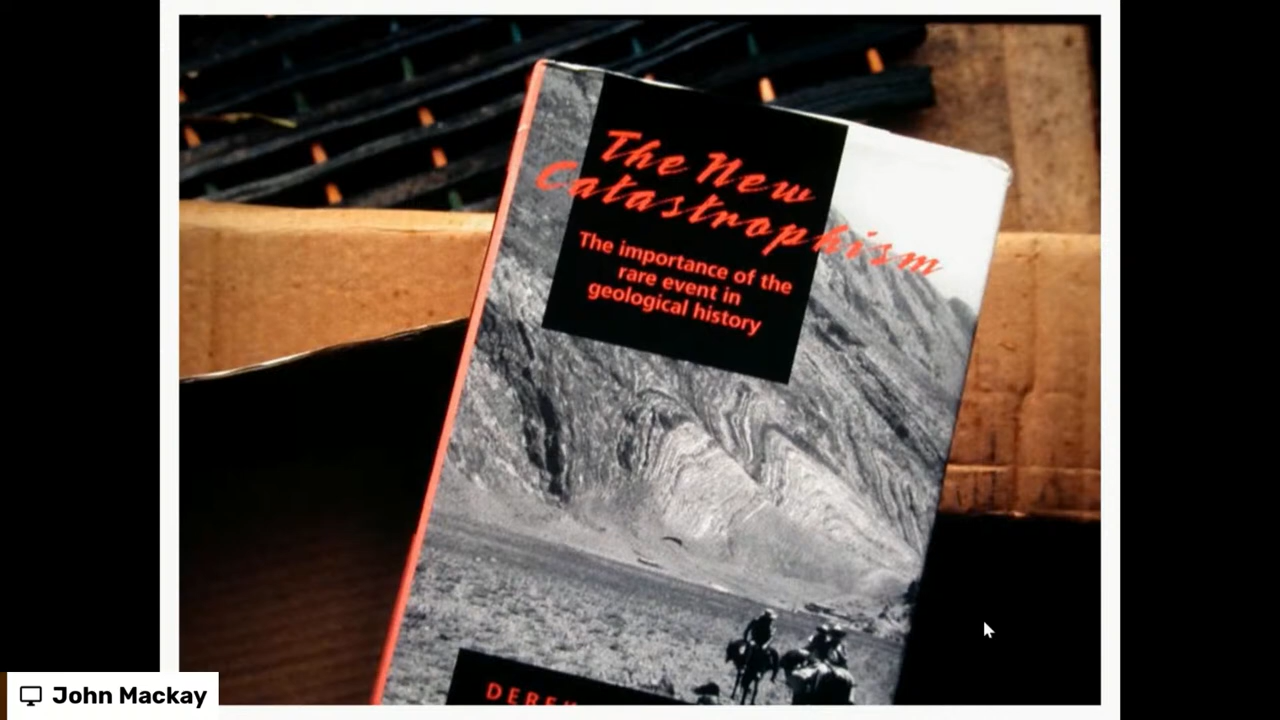 The New
Catastrophism
The importance of the
rare event in
geological history
John Mackay